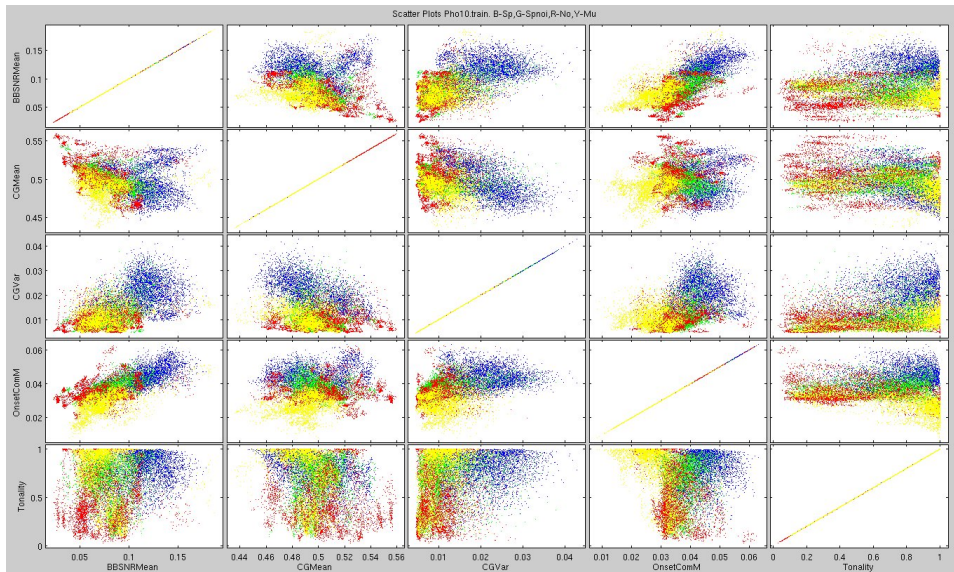 Scatter Plots Pho10.train. B-Sp,G-Spnoi,R-No,Y-Mu
BBSNRMean
0.15
0.1
0.05
CGMean
0.55
0.5
0.45
CGVar
0.04
0.03
0.02
0.01
OnsetComM
0.06
0.04
0.02
Tonality
1
0.5
0
0.05 0.1 0.15
0.44 0.46 0.48 0.5 0.52 0.54 0.56
0.01 0.02 0.03 0.04
0.01 0.02 0.03 0.04 0.05 0.06
0 0.2 0.4 0.6 0.8 1
BBSNRMean CGMean CGVar OnsetComM Tonality